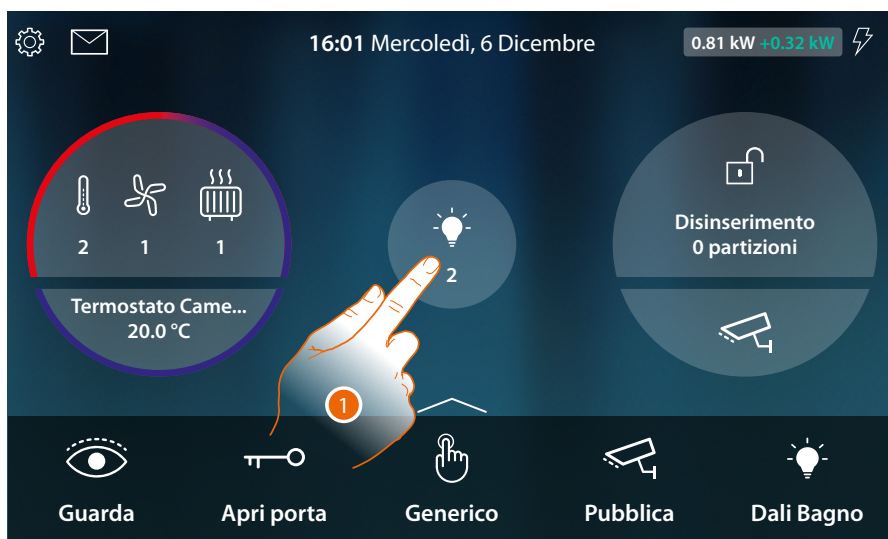 16:01 Mercoledì, 6 Dicembre
0.81 kW +0.32 kW
2 1 1
Termostato Came...
20.0 °C
2
Disinserimento
0 partizioni
1
Guarda
Apri porta
Generico
Pubblica
Dali Bagno